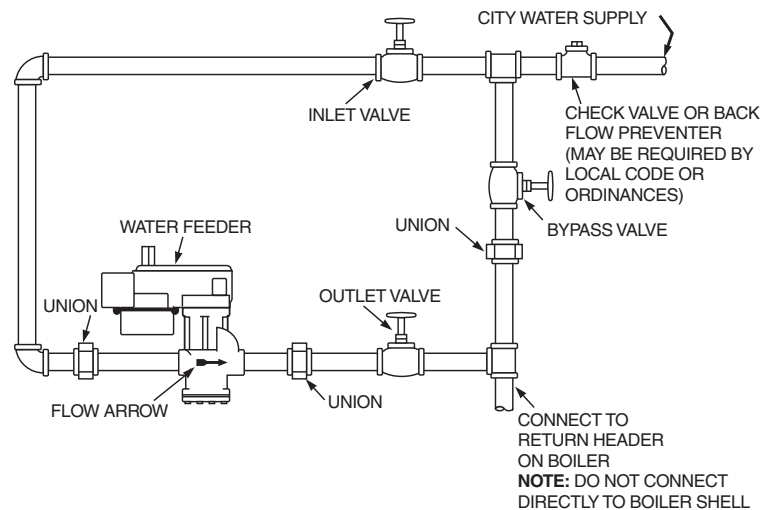 CITY WATER SUPPLY
INLET VALVE
CHECK VALVE OR BACK
FLOW PREVENTER
(MAY BE REQUIRED BY
LOCAL CODE OR
ORDINANCES)
WATER FEEDER
UNION
BYPASS VALVE
UNION
OUTLET VALVE
FLOW ARROW
UNION
CONNECT TO
RETURN HEADER
ON BOILER
NOTE: DO NOT CONNECT
DIRECTLY TO BOILER SHELL